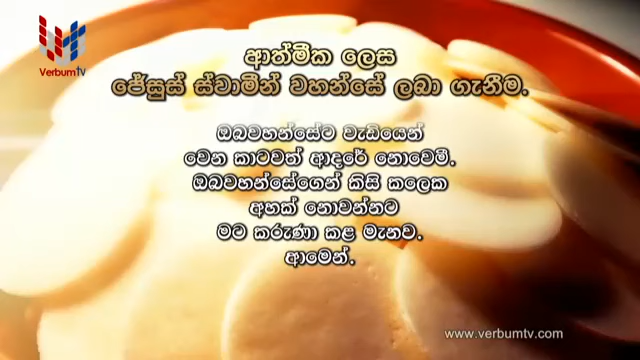 VerbumTV
ආත්මික ලෙස
ජේසුස් ස්වාමීන් වහන්සේ ලබා ගැනීම.
ඔබවහන්සේට වැඩියෙන්
වෙන කාටවත් ආදරේ නොවෙමී.
ඔබවහන්සේගෙන් කිසි කලෙක
අහක් නොවන්නට
මට කරුණා කළ මැනව.
ආමෙන්.
www.verbumtv.com